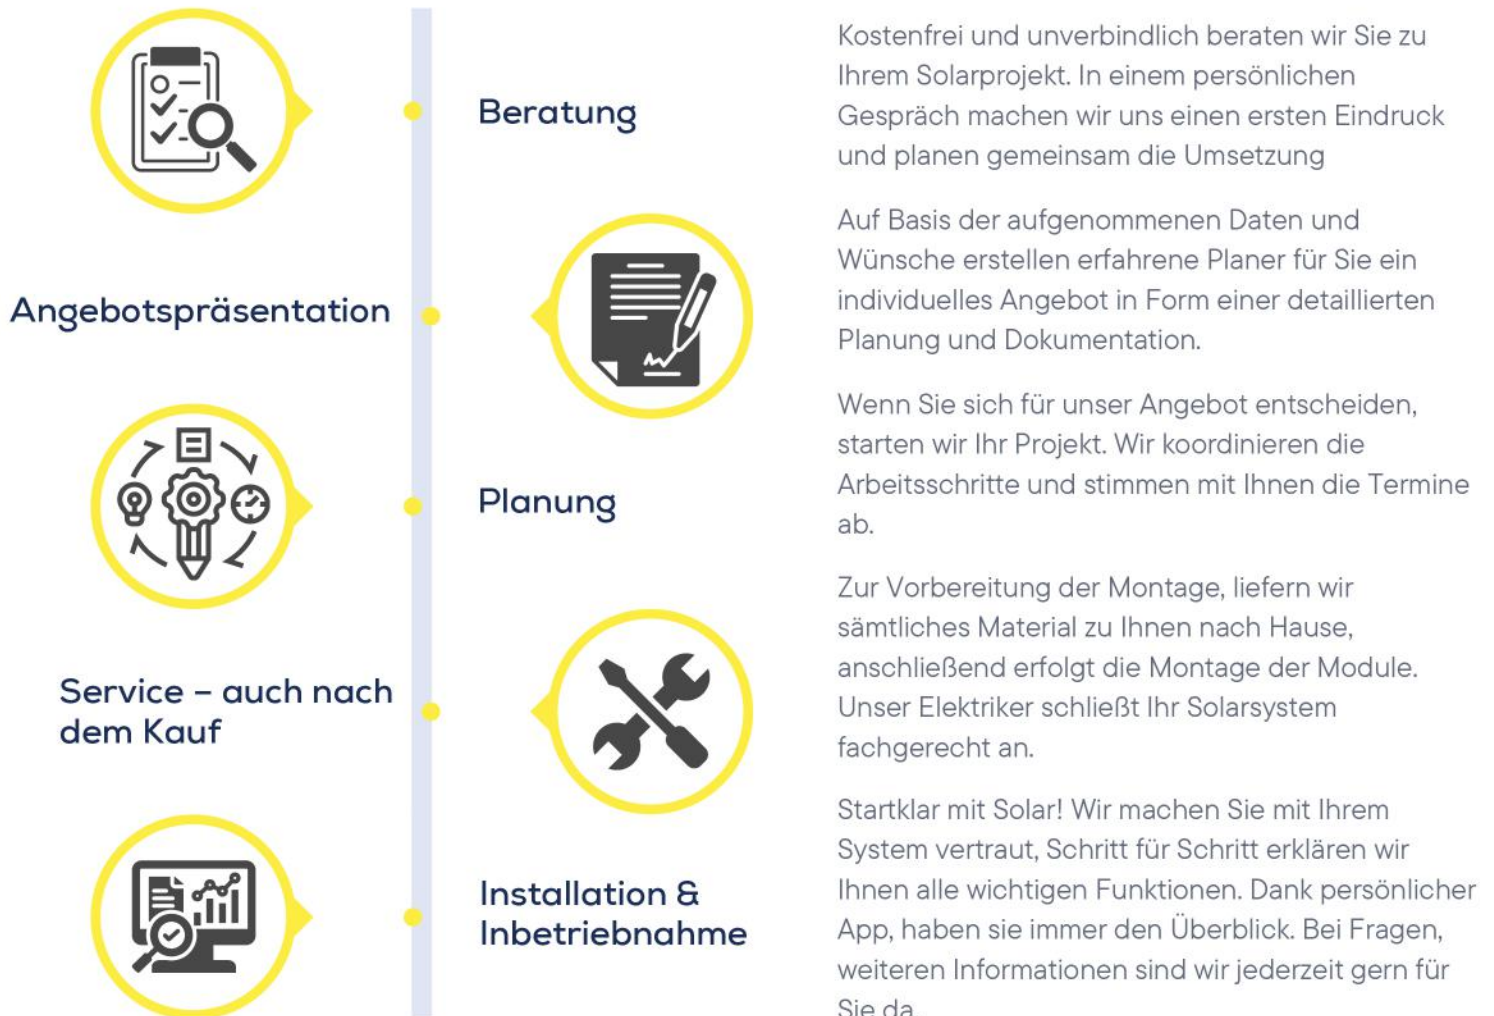 Beratung
Angebotspräsentation
Planung
Service – auch nach
dem Kauf
Installation &
Inbetriebnahme
Kostenfrei und unverbindlich beraten wir Sie zu
Ihrem Solarprojekt. In einem persönlichen
Gespräch machen wir uns einen ersten Eindruck
und planen gemeinsam die Umsetzung
Auf Basis der aufgenommenen Daten und
Wünsche erstellen erfahrene Planer für Sie ein
individuelles Angebot in Form einer detaillierten
Planung und Dokumentation.
Wenn Sie sich für unser Angebot entscheiden,
starten wir Ihr Projekt. Wir koordinieren die
Arbeitsschritte und stimmen mit Ihnen die Termine
ab.
Zur Vorbereitung der Montage, liefern wir
sämtliches Material zu Ihnen nach Hause,
anschließend erfolgt die Montage der Module.
Unser Elektriker schließt Ihr Solarsystem
fachgerecht an.
Startklar mit Solar! Wir machen Sie mit Ihrem
System vertraut, Schritt für Schritt erklären wir
Ihnen alle wichtigen Funktionen. Dank persönlicher
App, haben sie immer den Überblick. Bei Fragen,
weiteren Informationen sind wir jederzeit gern für
Sie da.